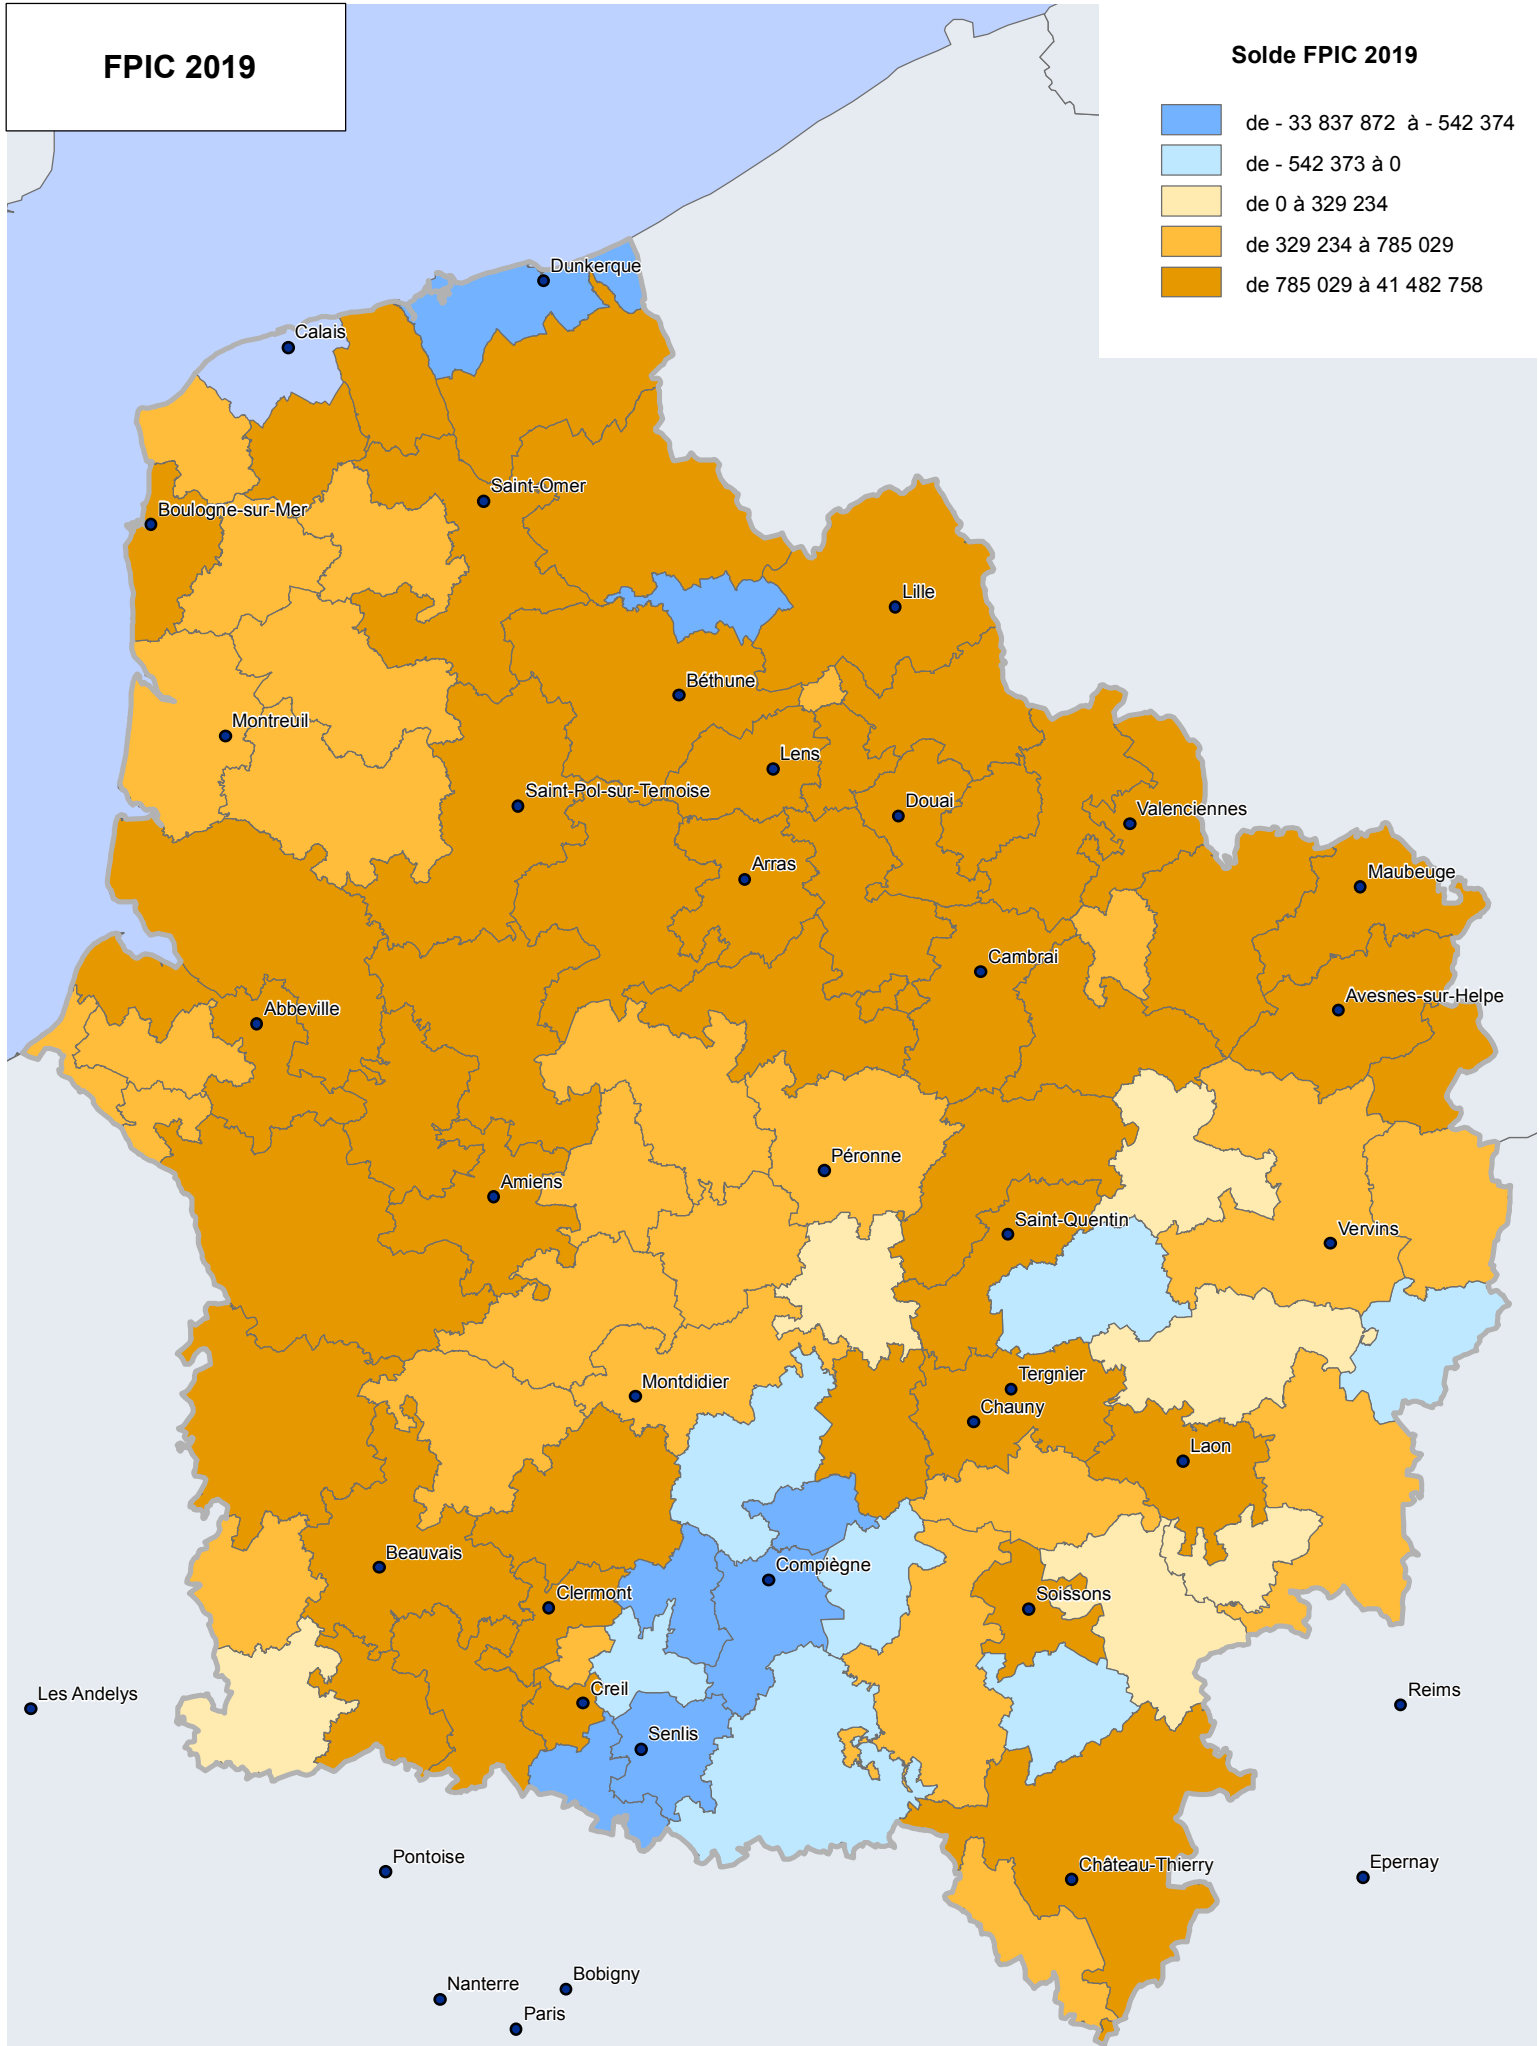 FPIC 2019
Solde FPIC 2019
de - 33 837 872 à - 542 374
de - 542 373 à 0
de 0 à 329 234
de 329 234 à 785 029
de 785 029 à 41 482 758
Dunkerque
Calais
Saint-Omer
Boulogne-sur-Mer
Lille
Béthune
Montreuil
Lens
Saint-Pol-sur-Ternoise
Douai
Valenciennes
Arras
Maubeuge
Cambrai
Avesnes-sur-Helpe
Abbeville
Péronne
Amiens
Saint-Quentin
Vervins
Montdidier
Tergnier
Chauny
Laon
Beauvais
Compiègne
Clermont
Soissons
Les Andelys
Creil
Reims
Senlis
Pontoise
Château-Thierry
Epernay
Nanterre
Bobigny
Paris